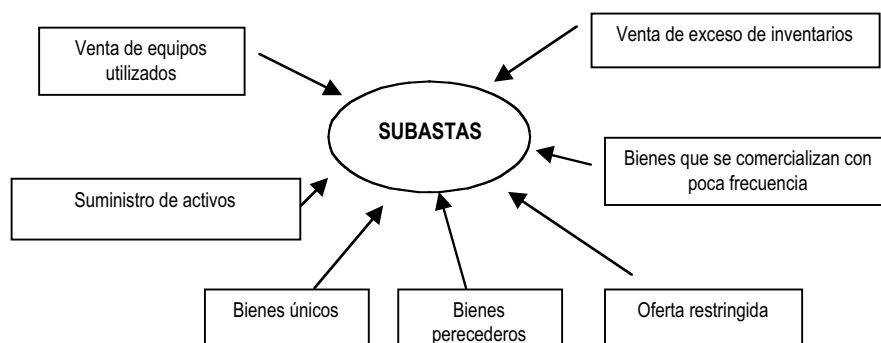 Venta de equipos
utilizados
Venta de exceso de inventarios
SUBASTAS
Bienes que se comercializan con
poca frecuencia
Suministro de activos
Bienes únicos
Bienes
perecederos
Oferta restringida